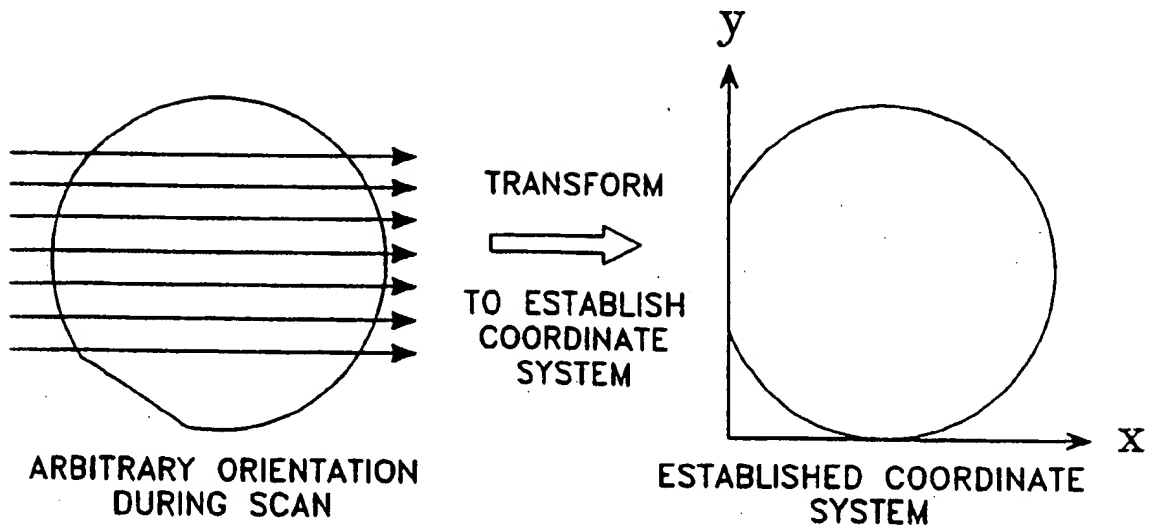 y
TRANSFORM
TO ESTABLISH
COORDINATE
SYSTEM
x
ARBITRARY ORIENTATION
DURING SCAN
ESTABLISHED COORDINATE
SYSTEM